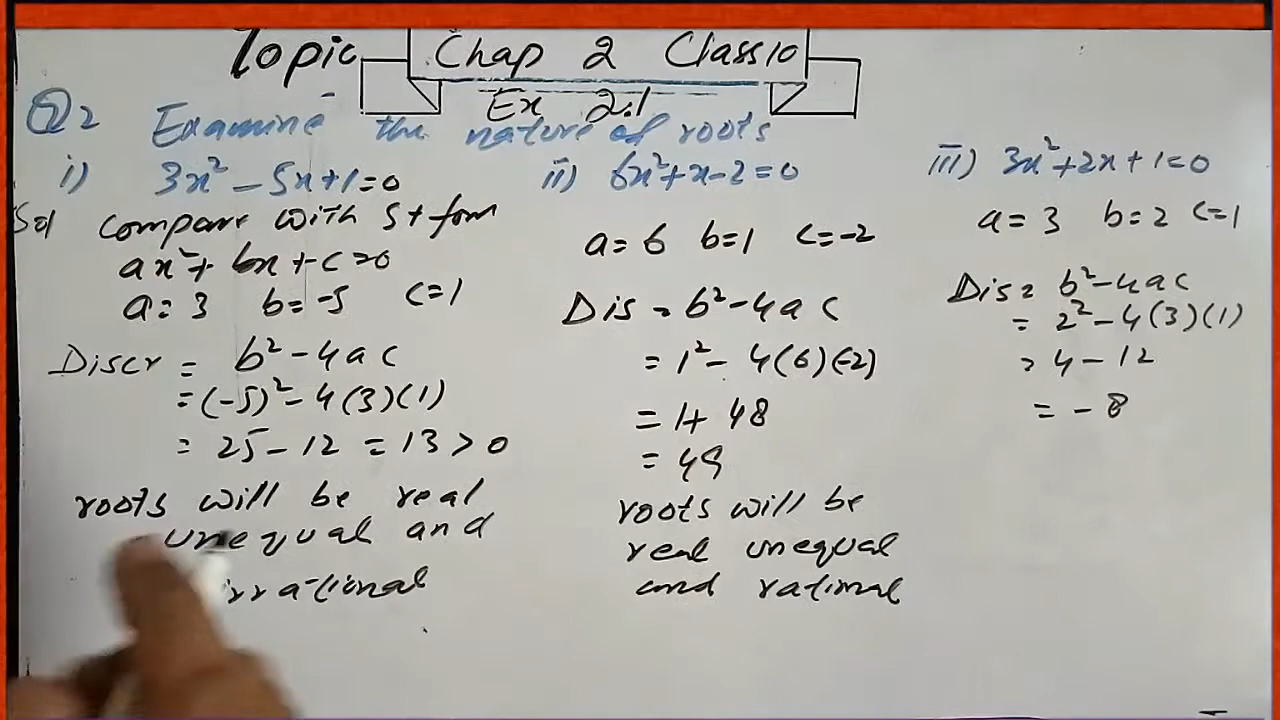 Topic Chap 2 Class 10
Ex 2.1
Q2 Examine the nature of roots
i) 3x² - 5x + 1 = 0
Sol compare with St form
ax² + bx + c = 0
a = 3 b = -5 c = 1
Discr = b² - 4ac
= (-5)² - 4(3)(1)
= 25 - 12 = 13 > 0
roots will be real
unequal and
irrational
ii) 6x² + x - 2 = 0
a = 6 b = 1 c = -2
Dis = b² - 4ac
= 1² - 4(6)(-2)
= 1 + 48
= 49
roots will be
real unequal
and rational
iii) 3x² + 2x + 1 = 0
a = 3 b = 2 c = 1
Dis = b² - 4ac
= 2² - 4(3)(1)
= 4 - 12
= - 8